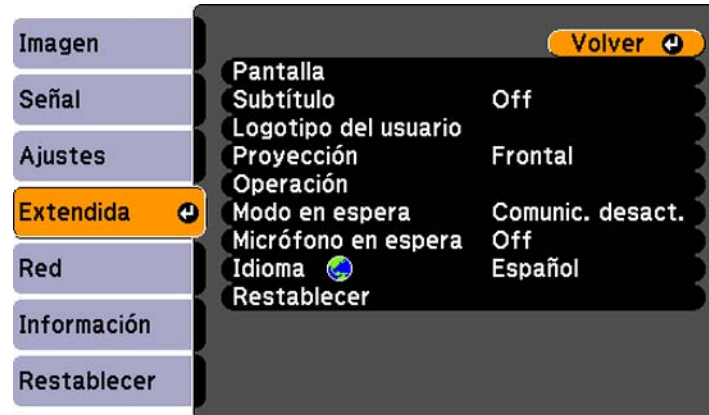 Imagen
Señal
Ajustes
Extendida
Red
Información
Restablecer
Volver
Pantalla
Subtítulo Off
Logotipo del usuario
Proyección Frontal
Operación
Modo en espera Comunic. desact.
Micrófono en espera Off
Idioma Español
Restablecer